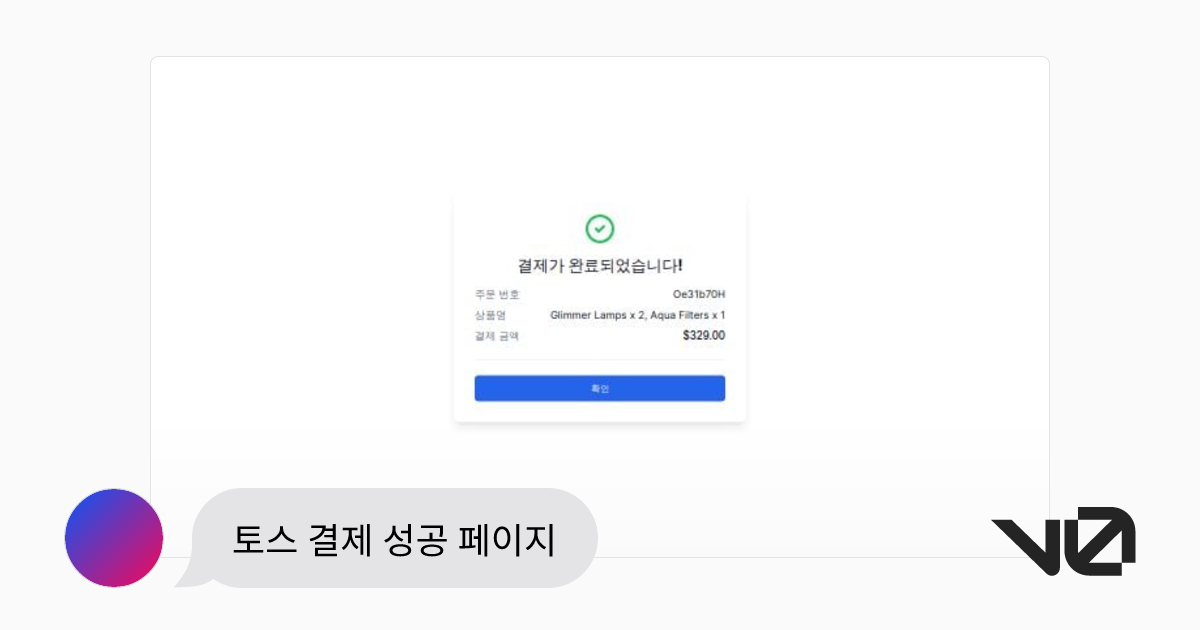 결제가 완료되었습니다!
주문 번호 Oe31b70H
상품명 Glimmer Lamps x 2, Aqua Filters x 1
결제 금액 $329.00
확인
토스 결제 성공 페이지
v0